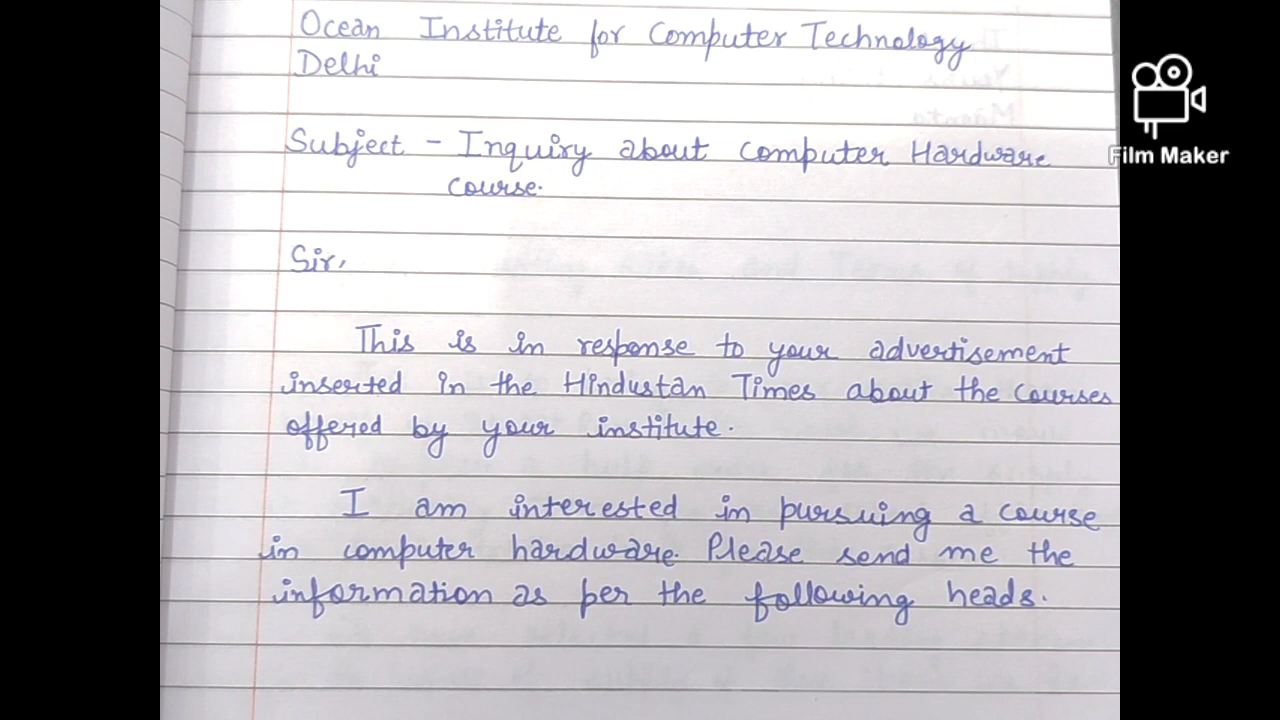 Ocean Institute for Computer Technology
Delhi
Subject - Inquiry about Computer Hardware
course.
Sir,
This is in response to your advertisement
inserted in the Hindustan Times about the courses
offered by your institute.
I am interested in pursuing a course
in computer hardware. Please send me the
information as per the following heads.
Film Maker